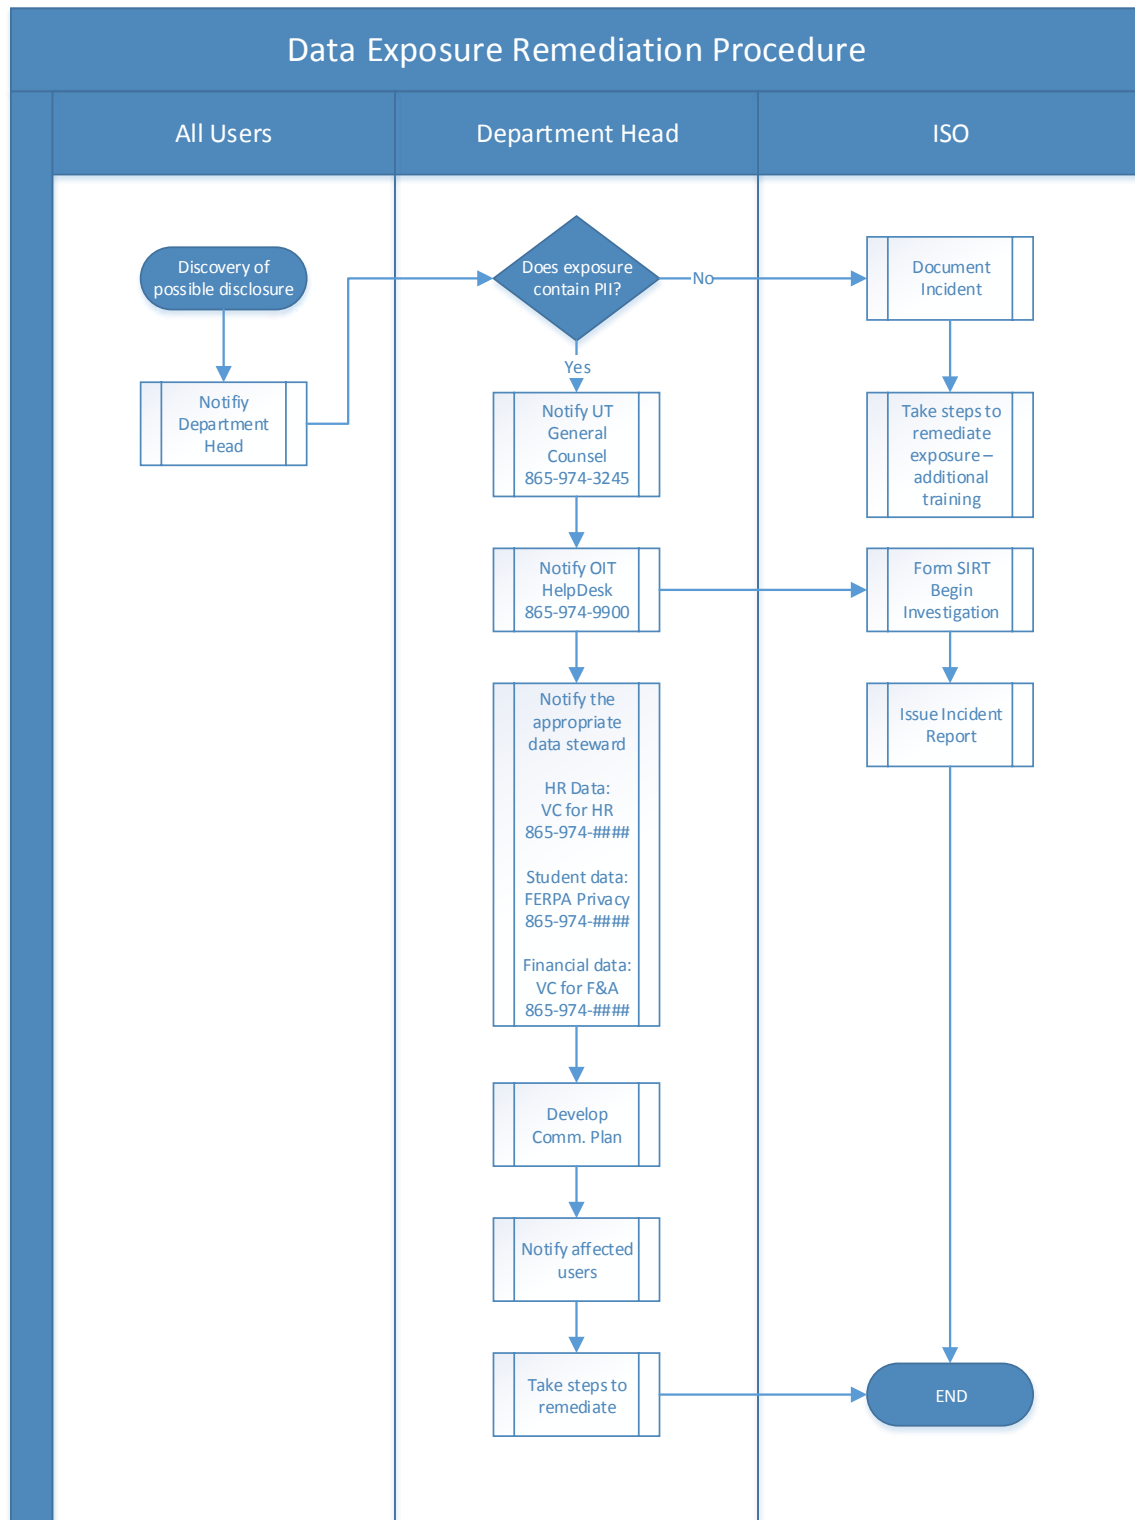 Data Exposure Remediation Procedure
All Users
Department Head
ISO
Discovery of
possible disclosure
Notifiy
Department
Head
Does exposure
contain PII?
No
Yes
Notify UT
General
Counsel
865-974-3245
Notify OIT
HelpDesk
865-974-9900
Notify the
appropriate
data steward
HR Data:
VC for HR
865-974-####
Student data:
FERPA Privacy
865-974-####
Financial data:
VC for F&A
865-974-####
Develop
Comm. Plan
Notify affected
users
Take steps to
remediate
Document
Incident
Take steps to
remediate
exposure –
additional
training
Form SIRT
Begin
Investigation
Issue Incident
Report
END